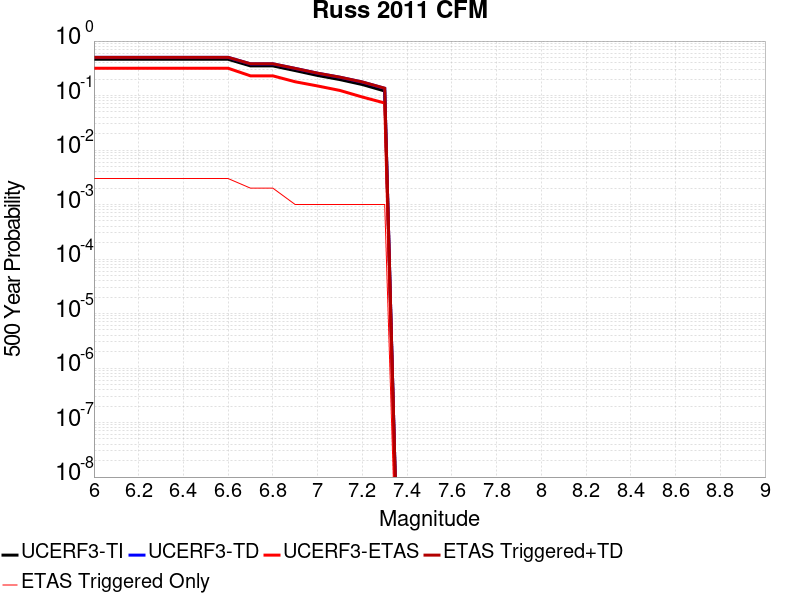 Russ 2011 CFM
500 Year Probability
10^0
10^-1
10^-2
10^-3
10^-4
10^-5
10^-6
10^-7
10^-8
6 6.2 6.4 6.6 6.8 7 7.2 7.4 7.6 7.8 8 8.2 8.4 8.6 8.8 9
Magnitude
UCERF3-TI UCERF3-TD UCERF3-ETAS ETAS Triggered+TD
ETAS Triggered Only